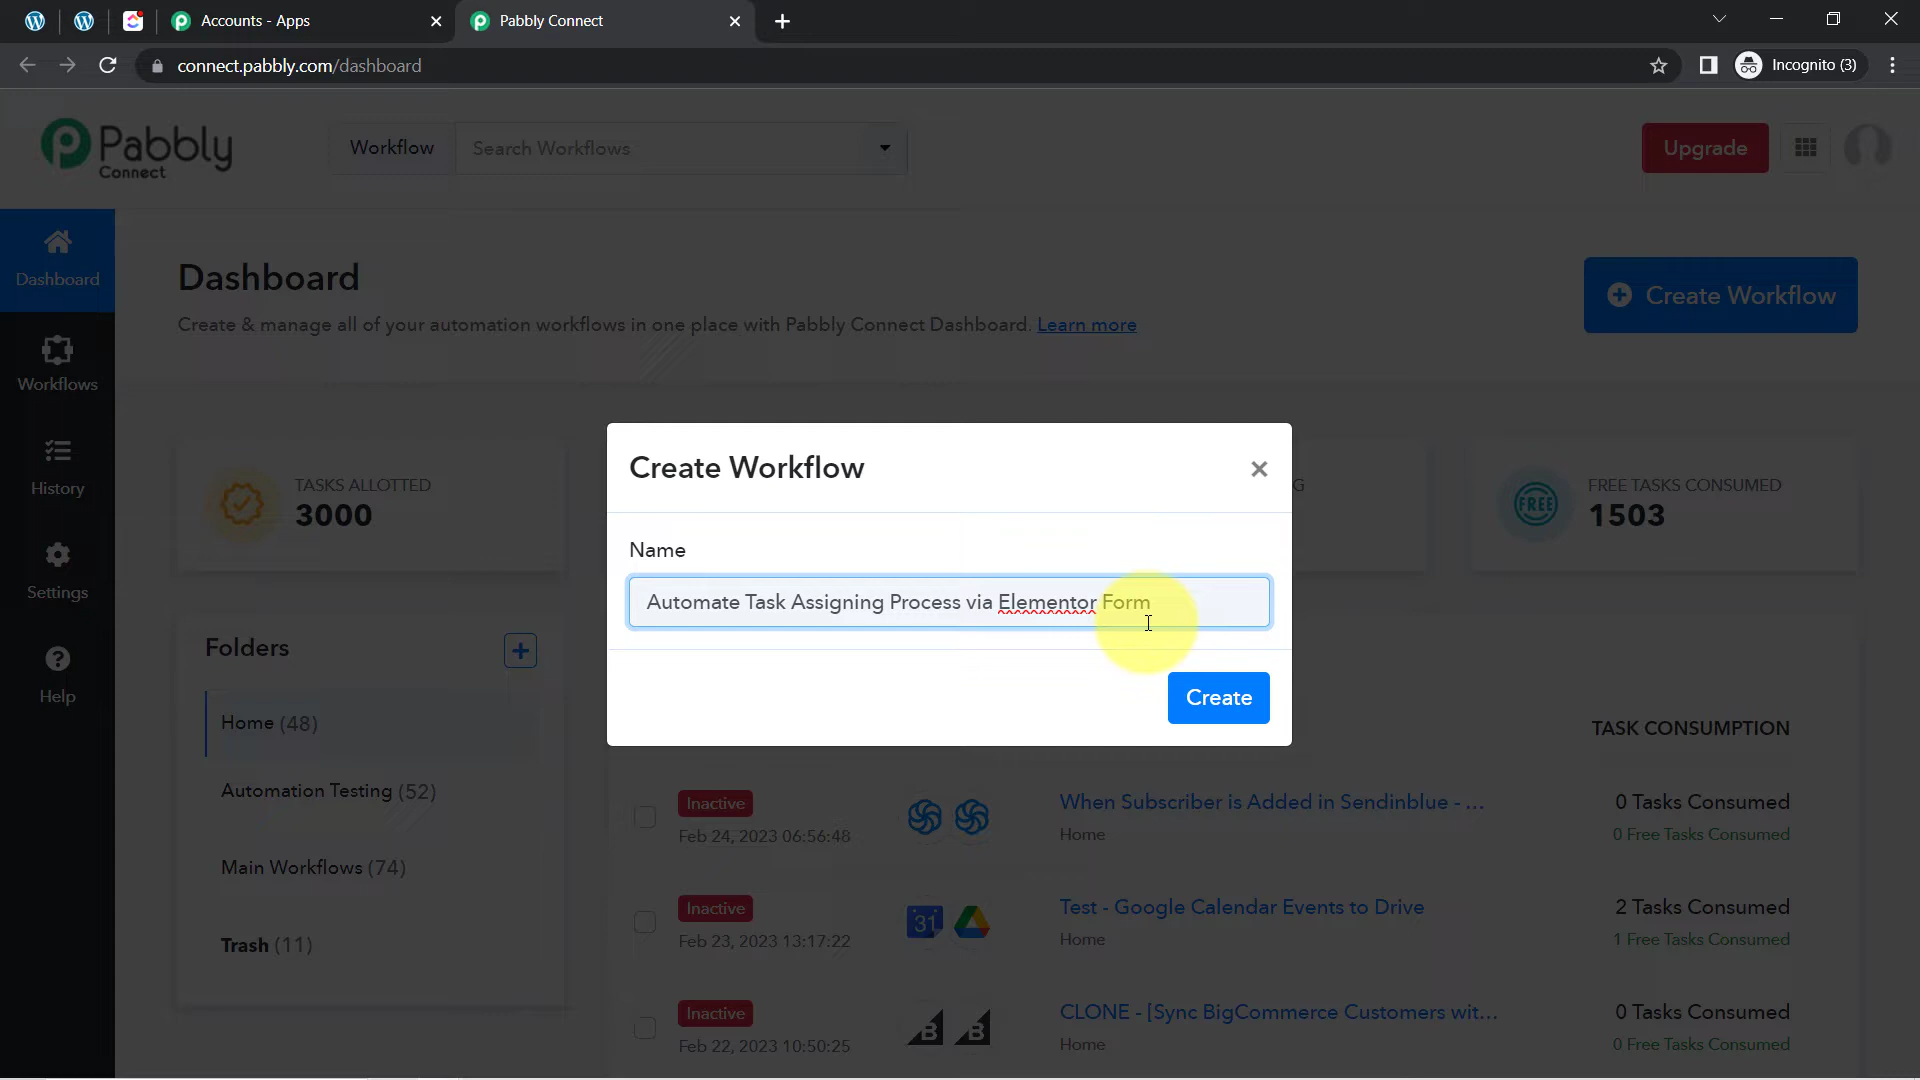 Accounts - Apps
Pabbly Connect
connect.pabbly.com/dashboard
Incognito (3)
Pabbly
Connect
Workflow
Search Workflows
Upgrade
Dashboard
Workflows
History
Settings
Help
Dashboard
Create & manage all of your automation workflows in one place with Pabbly Connect Dashboard. Learn more
Create Workflow
TASKS ALLOTTED
3000
G
FREE
FREE TASKS CONSUMED
1503
Create Workflow
Name
Automate Task Assigning Process via Elementor Form
Create
Folders
Home (48)
Automation Testing (52)
Main Workflows (74)
Trash (11)
TASK CONSUMPTION
Inactive
Feb 24, 2023 06:56:48
When Subscriber is Added in Sendinblue - ...
Home
0 Tasks Consumed
0 Free Tasks Consumed
Inactive
Feb 23, 2023 13:17:22
31
Test - Google Calendar Events to Drive
Home
2 Tasks Consumed
1 Free Tasks Consumed
Inactive
Feb 22, 2023 10:50:25
B B
CLONE - [Sync BigCommerce Customers wit...
Home
0 Tasks Consumed
0 Free Tasks Consumed